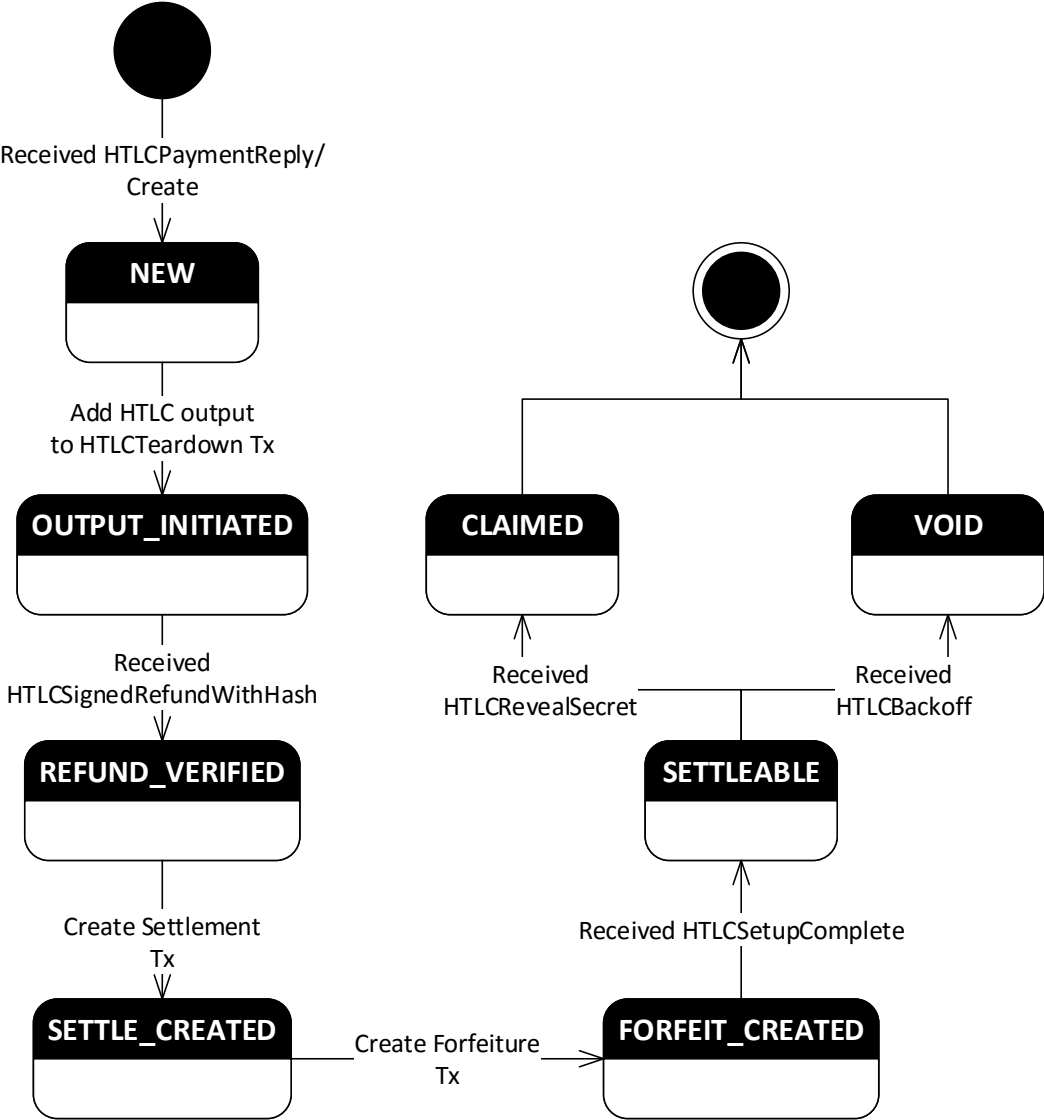 Received HTLCPaymentReply/
Create
NEW
Add HTLC output
to HTLCTeardown Tx
OUTPUT_INITIATED
CLAIMED
VOID
Received
HTLCSignedRefundWithHash
Received
HTLCRevealSecret
Received
HTLCBackoff
REFUND_VERIFIED
SETTLEABLE
Create Settlement
Tx
Received HTLCSetupComplete
SETTLE_CREATED
Create Forfeiture
Tx
FORFEIT_CREATED